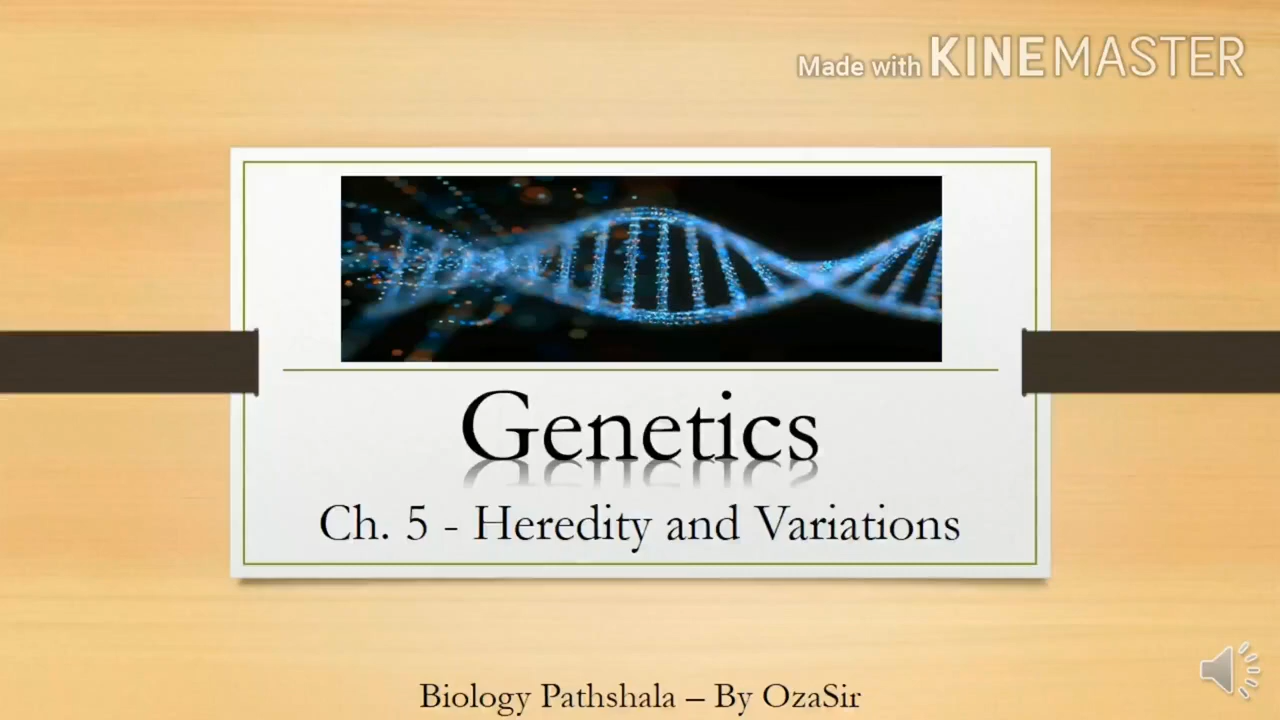 Made with KINEMASTER
Genetics
Ch. 5 - Heredity and Variations
Biology Pathshala – By OzaSir